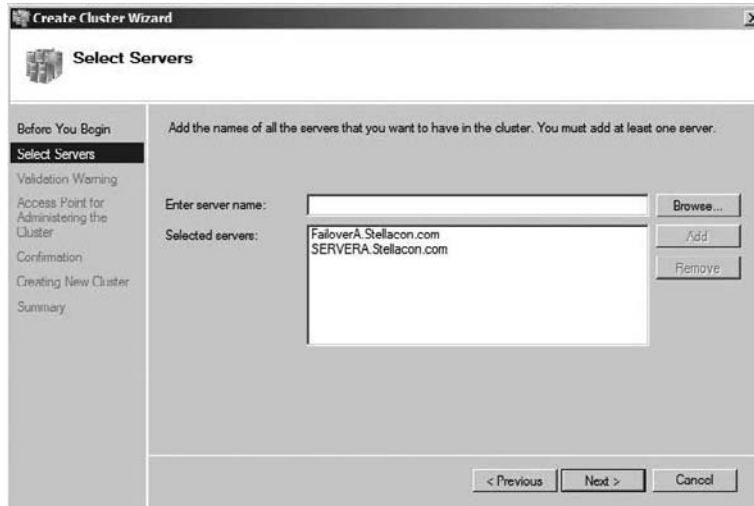 Create Cluster Wizard
Select Servers
Before You Begin
Select Servers
Validation Warning
Access Point for
Administering the
Cluster
Confirmation
Creating New Cluster
Summary
Add the names of all the servers that you want to have in the cluster. You must add at least one server.
Enter server name:
Browse...
Selected servers:
FailoverA.Stellacon.com
SERVERA.Stellacon.com
Add
Remove
< Previous
Next >
Cancel